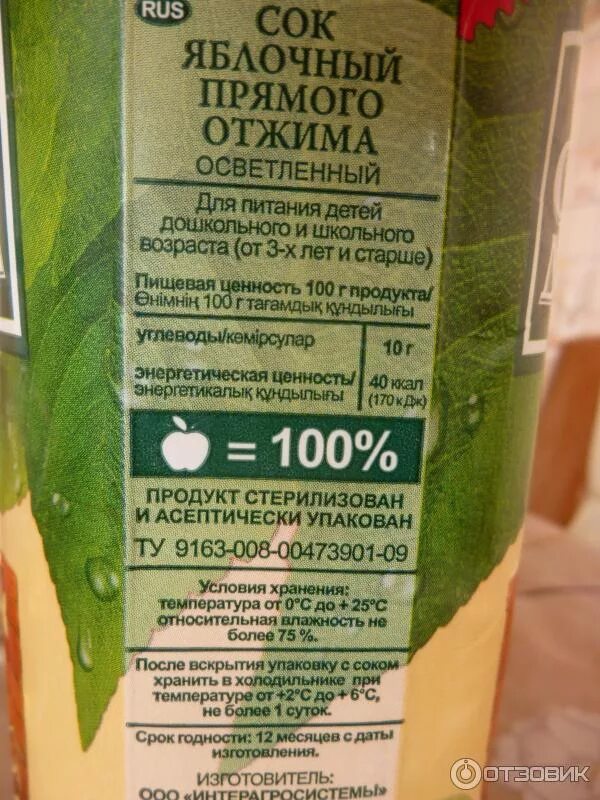 RUS
СОК
ЯБЛОЧНЫЙ
ПРЯМОГО
ОТЖИМА
ОСВЕТЛЕННЫЙ
Для питания детей
дошкольного и школьного
возраста (от 3-х лет и старше)
Пищевая ценность 100 г продукта/
Өнімнің 100 г тағамдық құндылығы
углеводы/көмірсулар 10 г
энергетическая ценность/ 40 ккал
энергетикалық құндылығы (170 кДж)
= 100%
ПРОДУКТ СТЕРИЛИЗОВАН
И АСЕПТИЧЕСКИ УПАКОВАН
ТУ 9163-008-00473901-09
Условия хранения:
температура от 0°С до + 25°С
относительная влажность не
более 75 %.
После вскрытия упаковку с соком
хранить в холодильнике при
температуре от +2°С до + 6°С,
не более 1 суток.
Срок годности: 12 месяцев с даты
изготовления.
ИЗГОТОВИТЕЛЬ:
ООО «ИНТЕРАГРОСИСТЕМЫ»
ОТЗОВИК